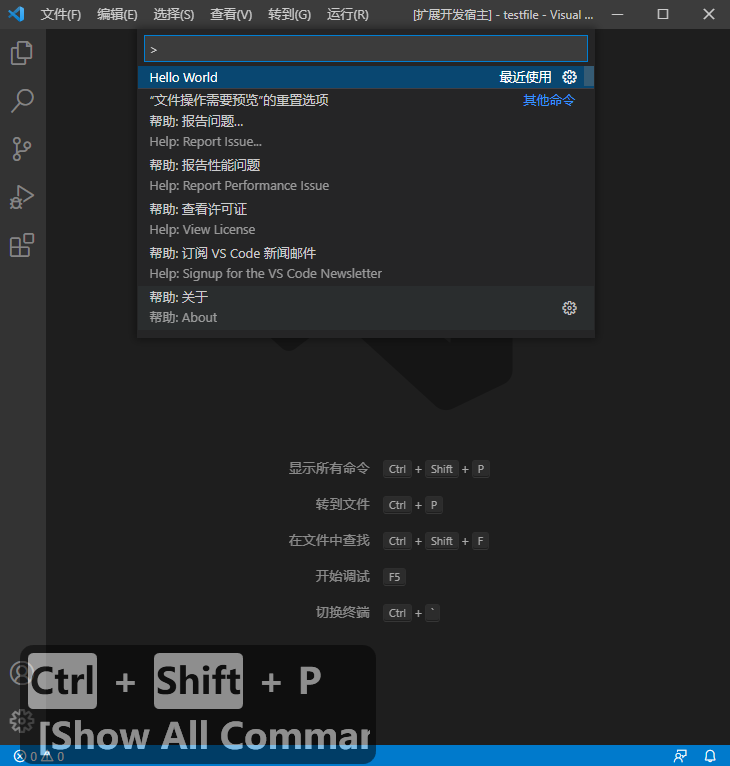 文件(F) 编辑(E) 选择(S) 查看(V) 转到(G) 运行(R) [扩展开发宿主] - testfile - Visual ...
>
Hello World 最近使用
“文件操作需要预览”的重置选项 其他命令
帮助: 报告问题...
Help: Report Issue...
帮助: 报告性能问题
Help: Report Performance Issue
帮助: 查看许可证
Help: View License
帮助: 订阅 VS Code 新闻邮件
Help: Signup for the VS Code Newsletter
帮助: 关于
帮助: About
显示所有命令 Ctrl + Shift + P
转到文件 Ctrl + P
在文件中查找 Ctrl + Shift + F
开始调试 F5
切换终端 Ctrl + `
Ctrl + Shift + P
[Show All Comman
0 0